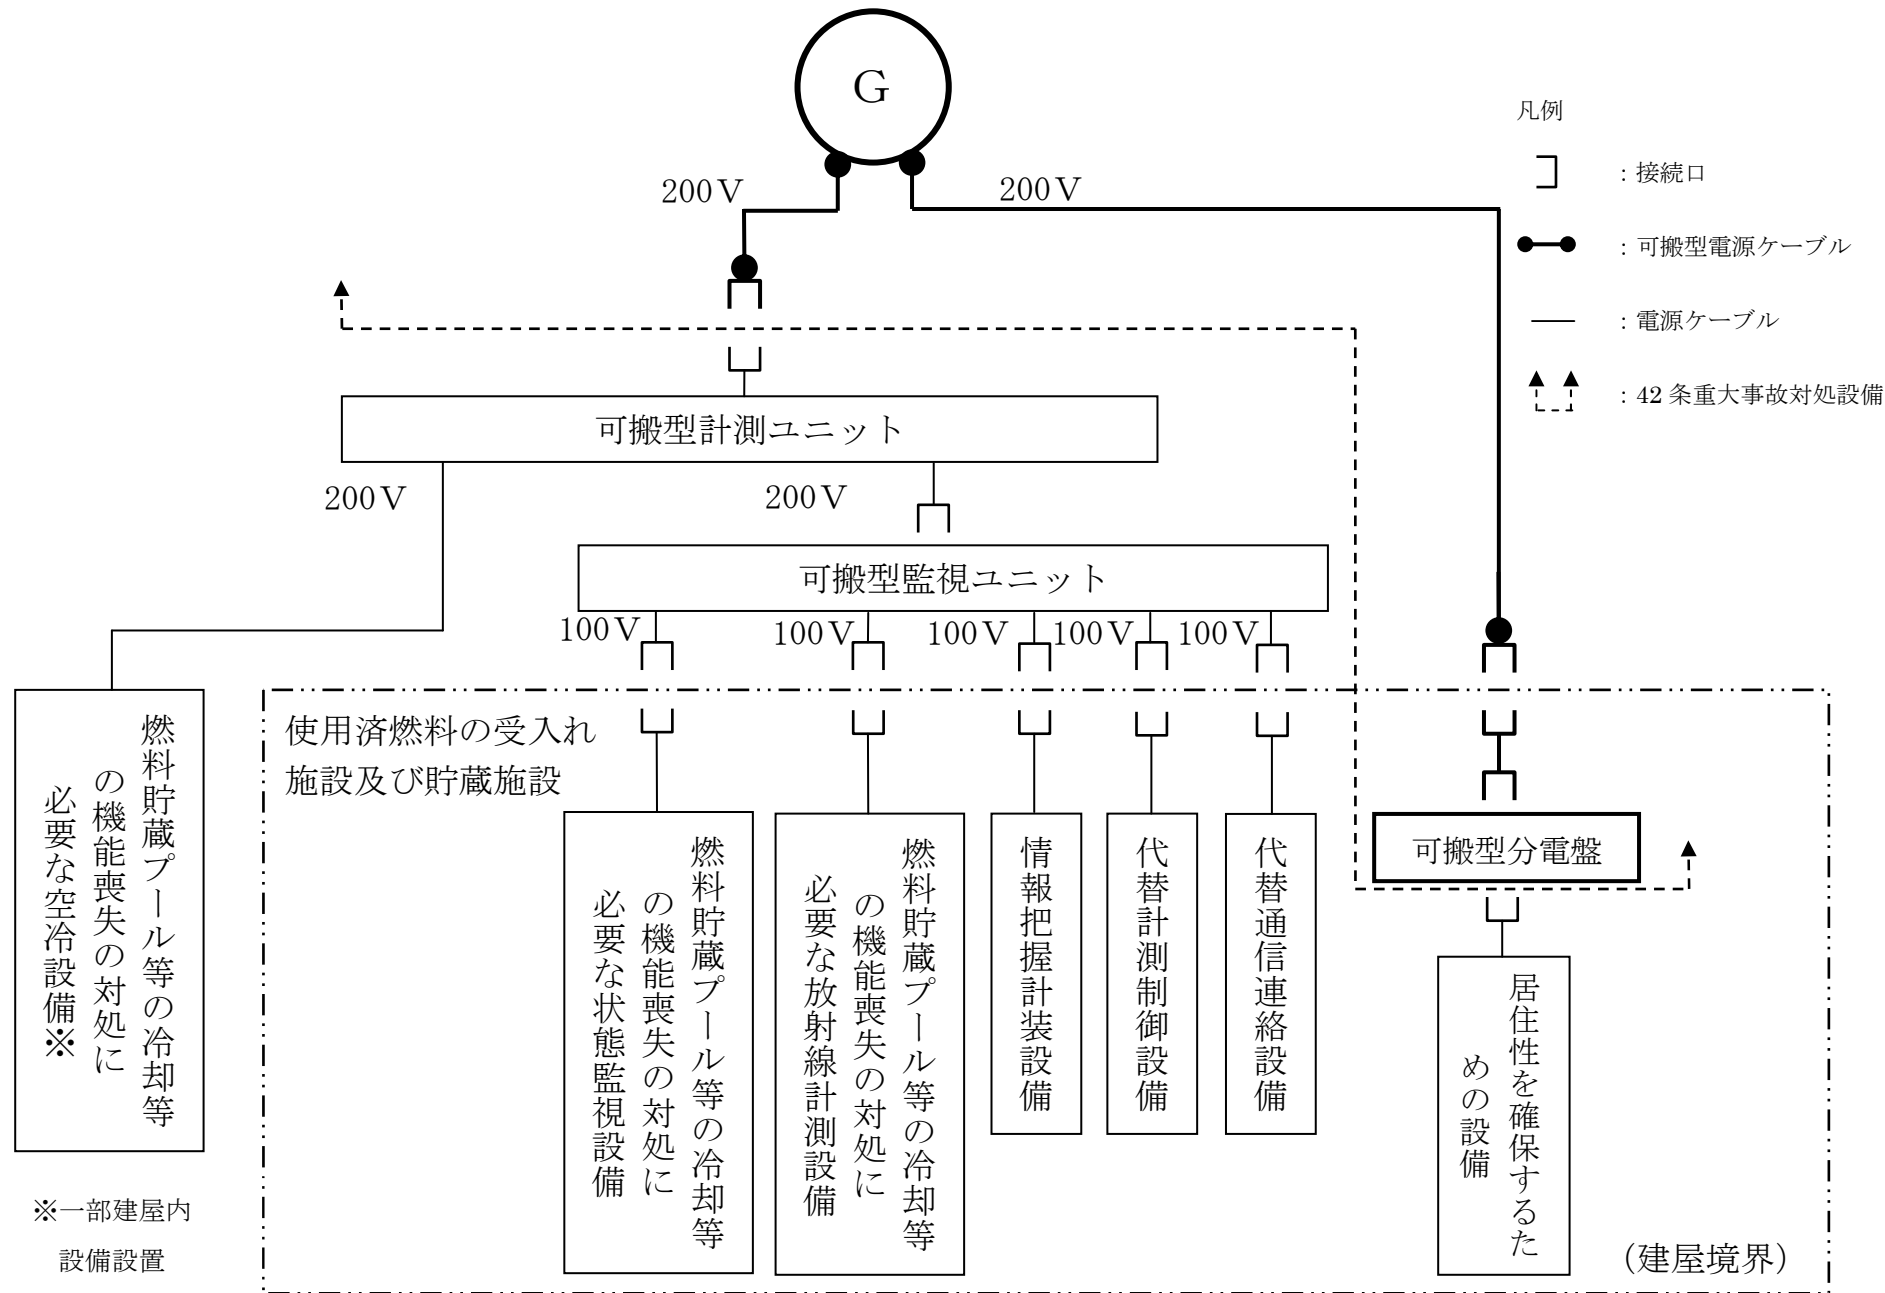 G
200V
200V
凡例
：接続口
：可搬型電源ケーブル
：電源ケーブル
：42条重大事故対処設備
可搬型計測ユニット
200V
200V
可搬型監視ユニット
100V
100V
100V
100V
100V
使用済燃料の受入れ
施設及び貯蔵施設
燃料貯蔵プール等の冷却等
の機能喪失の対処に
必要な空冷設備※
燃料貯蔵プール等の冷却等
の機能喪失の対処に
必要な状態監視設備
燃料貯蔵プール等の冷却等
の機能喪失の対処に
必要な放射線計測設備
情報把握計装設備
代替計測制御設備
代替通信連絡設備
可搬型分電盤
居住性を確保するた
めの設備
※一部建屋内
設備設置
（建屋境界）